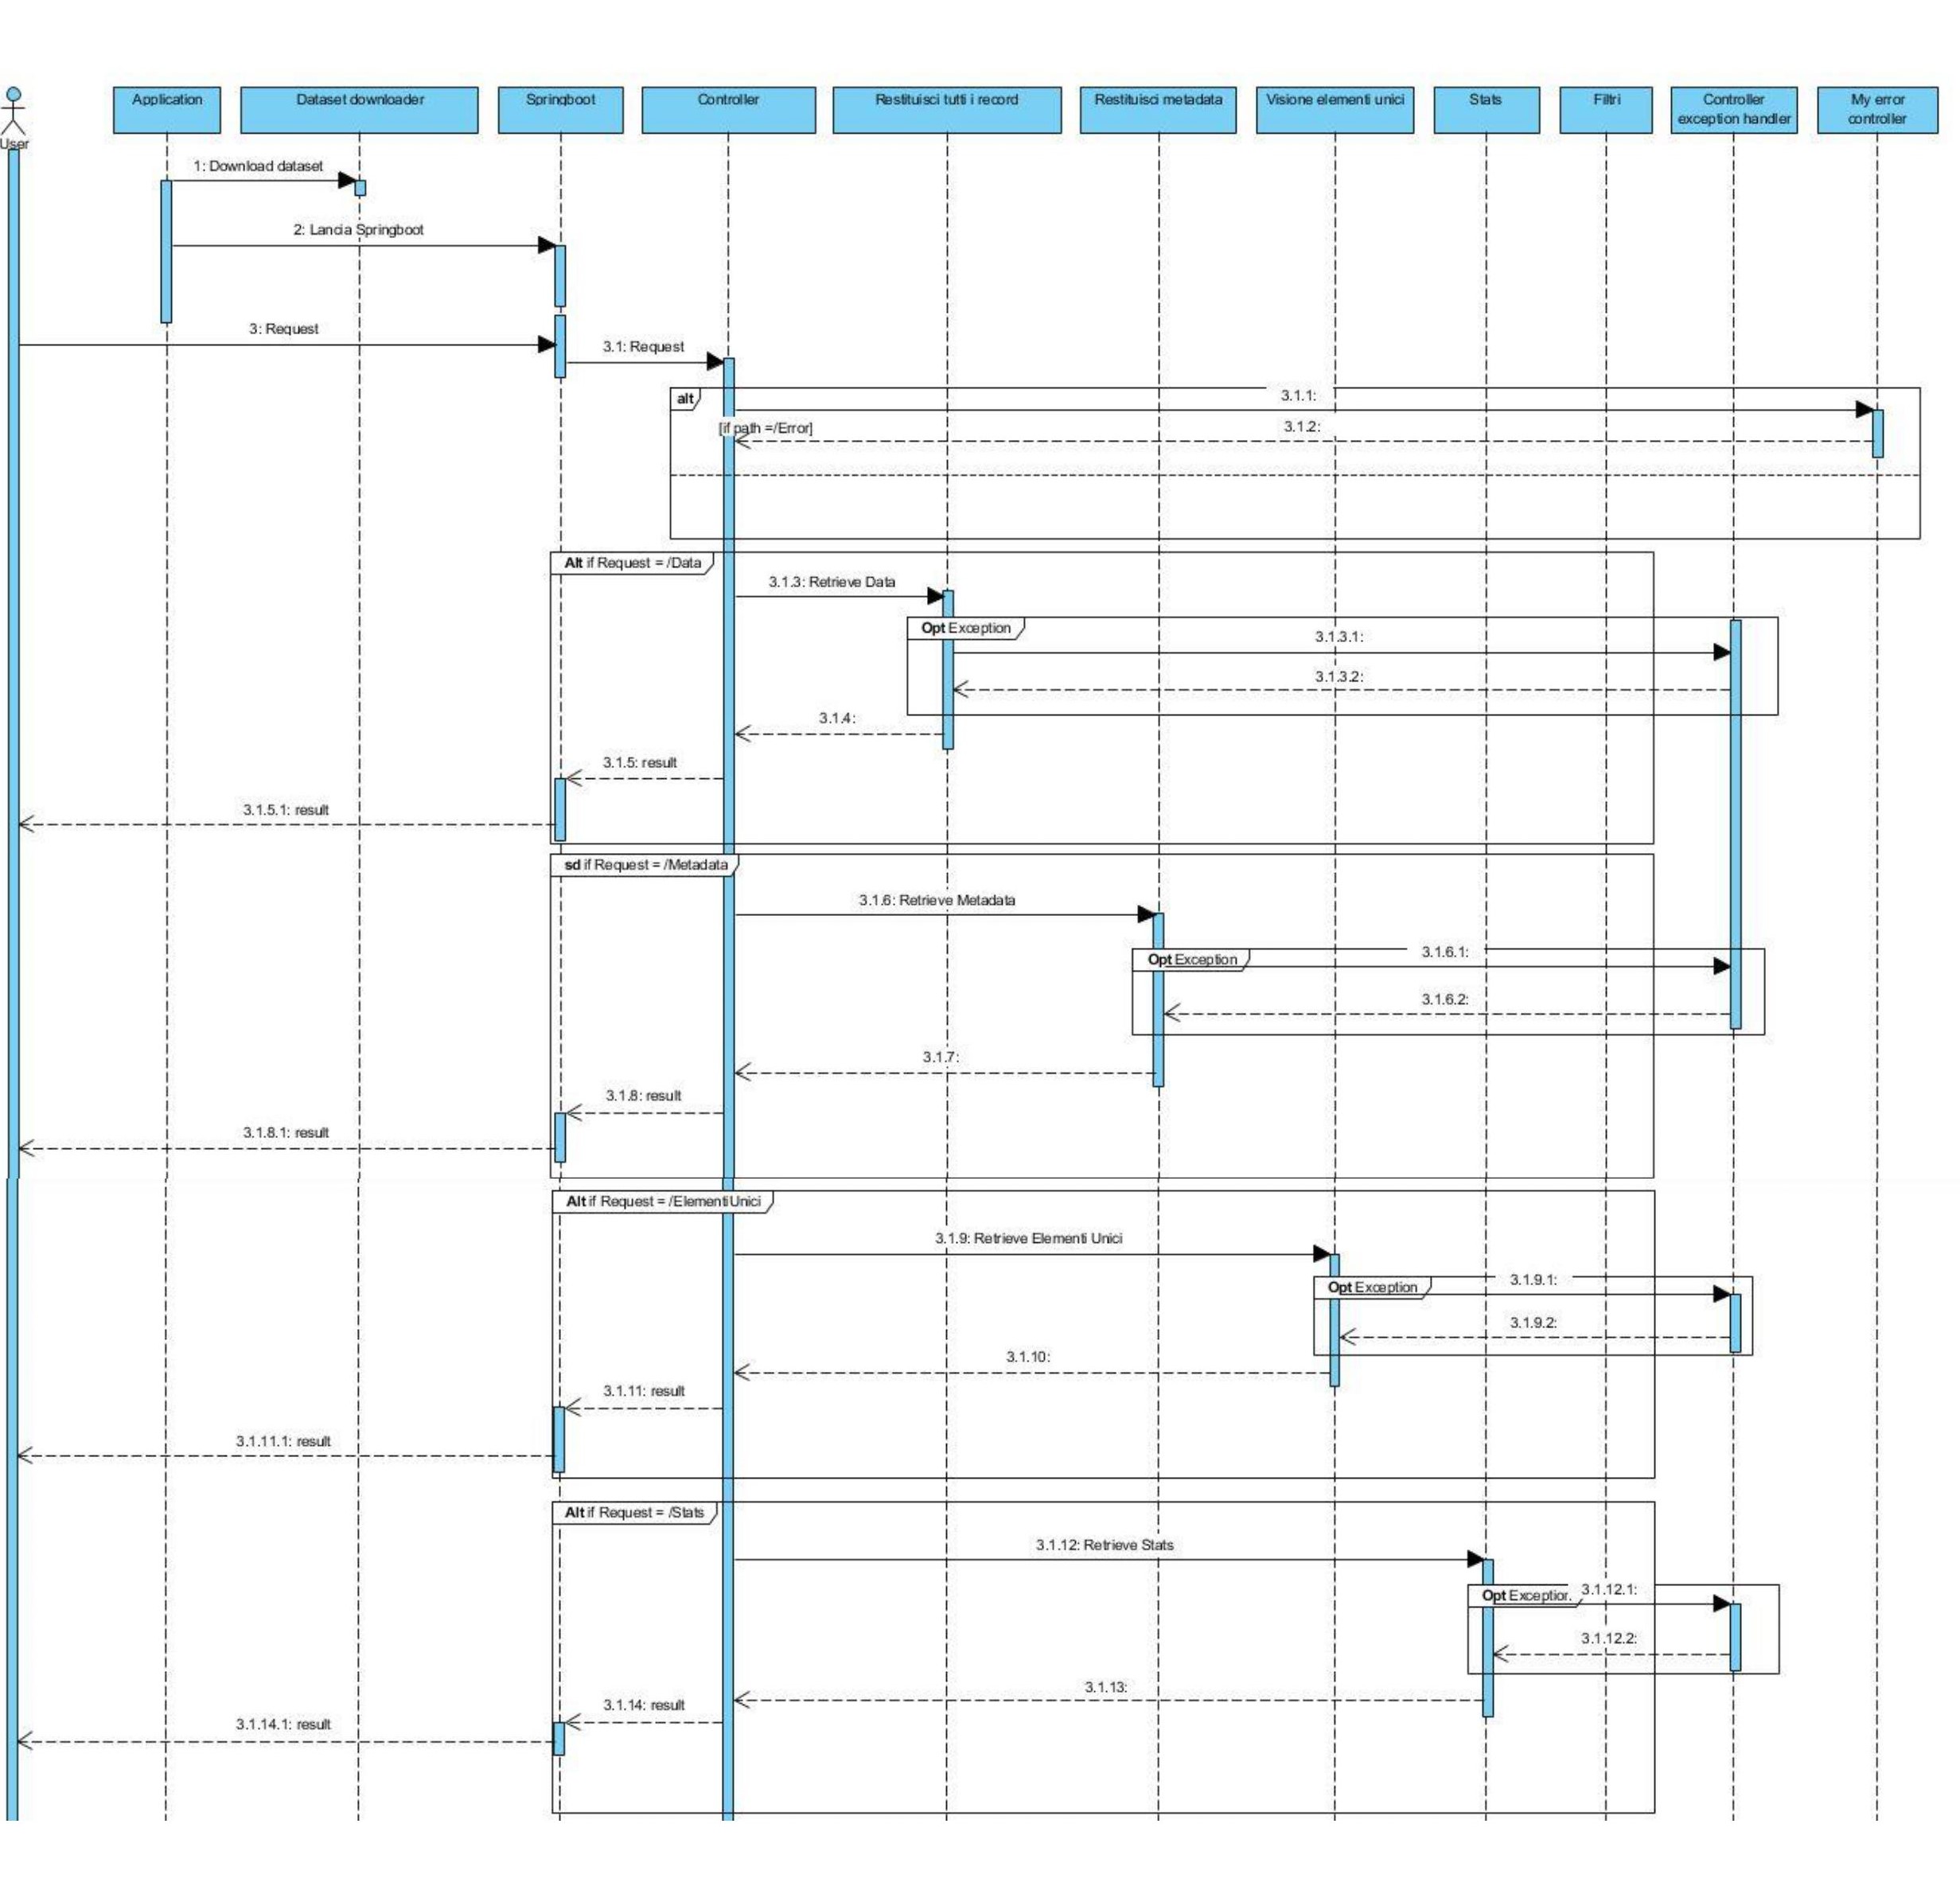 User
Application
Dataset downloader
Springboot
Controller
Restituisci tutti i record
Restituisci metadata
Visione elementi unici
Stats
Filtri
Controller
exception handler
My error
controller
1: Download dataset
2: Lancia Springboot
3: Request
3.1: Request
alt
3.1.1:
[if path =/Error]
3.1.2:
Alt if Request = /Data
3.1.3: Retrieve Data
Opt Exception
3.1.3.1:
3.1.3.2:
3.1.4:
3.1.5: result
3.1.5.1: result
sd if Request = /Metadata
3.1.6: Retrieve Metadata
Opt Exception
3.1.6.1:
3.1.6.2:
3.1.7:
3.1.8: result
3.1.8.1: result
Alt if Request = /ElementiUnici
3.1.9: Retrieve Elementi Unici
Opt Exception
3.1.9.1:
3.1.9.2:
3.1.10:
3.1.11: result
3.1.11.1: result
Alt if Request = /Stats
3.1.12: Retrieve Stats
Opt Exception
3.1.12.1:
3.1.12.2:
3.1.13:
3.1.14: result
3.1.14.1: result